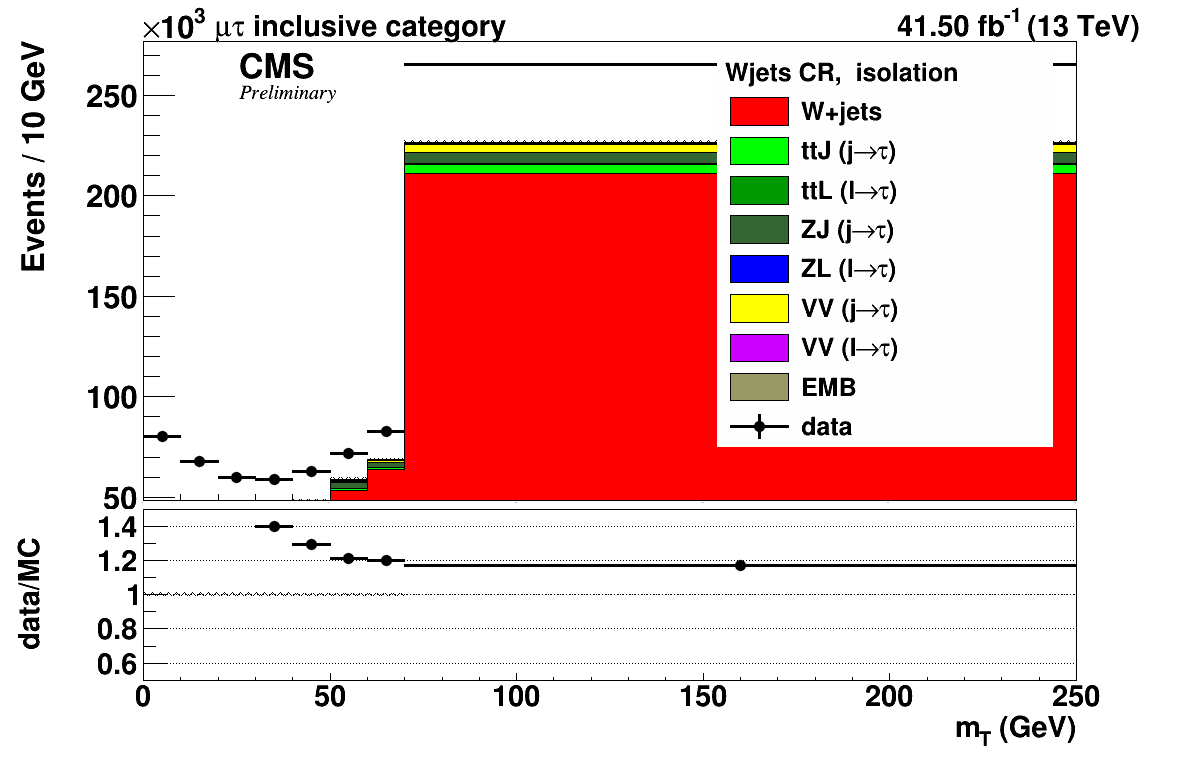 ×10³ μτ inclusive category
41.50 fb⁻¹ (13 TeV)
CMS
Preliminary
Events / 10 GeV
250
200
150
100
50
Wjets CR, isolation
W+jets
ttJ (j→τ)
ttL (l→τ)
ZJ (j→τ)
ZL (l→τ)
VV (j→τ)
VV (l→τ)
EMB
data
data/MC
1.4
1.2
1
0.8
0.6
0 50 100 150 200 250
m_T (GeV)